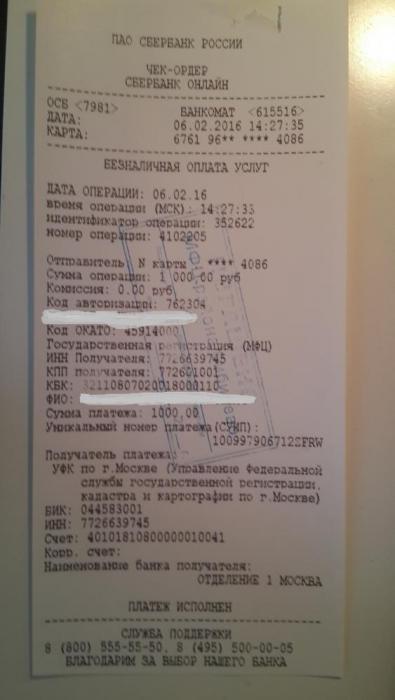 ПАО СБЕРБАНК РОССИИ
ЧЕК-ОРДЕР
СБЕРБАНК ОНЛАЙН
ОСБ <7981> БАНКОМАТ <615516>
ДАТА: 06.02.2016 14:27:35
КАРТА: 6761 96** **** 4086
БЕЗНАЛИЧНАЯ ОПЛАТА УСЛУГ
ДАТА ОПЕРАЦИИ: 06.02.16
время операции (МСК): 14:27:33
идентификатор операции: 352622
номер операции: 4102205
Отправитель: N карты **** 4086
Сумма операции: 1 000.00 руб
Комиссия: 0.00 руб
Код авторизации: 762304
Код ОКАТО: 45914000
Государственная регистрация (МФЦ)
ИНН Получателя: 7726639745
КПП получателя: 772601001
КБК: 32110807020018000110
ФИО:
Сумма платежа: 1000.00
Уникальный номер платежа (СУИП):
100997906712SFRW
Получатель платежа:
УФК по г.Москве (Управление Федеральной
службы государственной регистрации,
кадастра и картографии по г.Москве)
БИК: 044583001
ИНН: 7726639745
Счет: 40101810800000010041
Корр. счет:
Наименование банка получателя:
ОТДЕЛЕНИЕ 1 МОСКВА
ПЛАТЕЖ ИСПОЛНЕН
СЛУЖБА ПОДДЕРЖКИ
8 (800) 555-55-50, 8 (495) 500-00-05
БЛАГОДАРИМ ЗА ВЫБОР НАШЕГО БАНКА